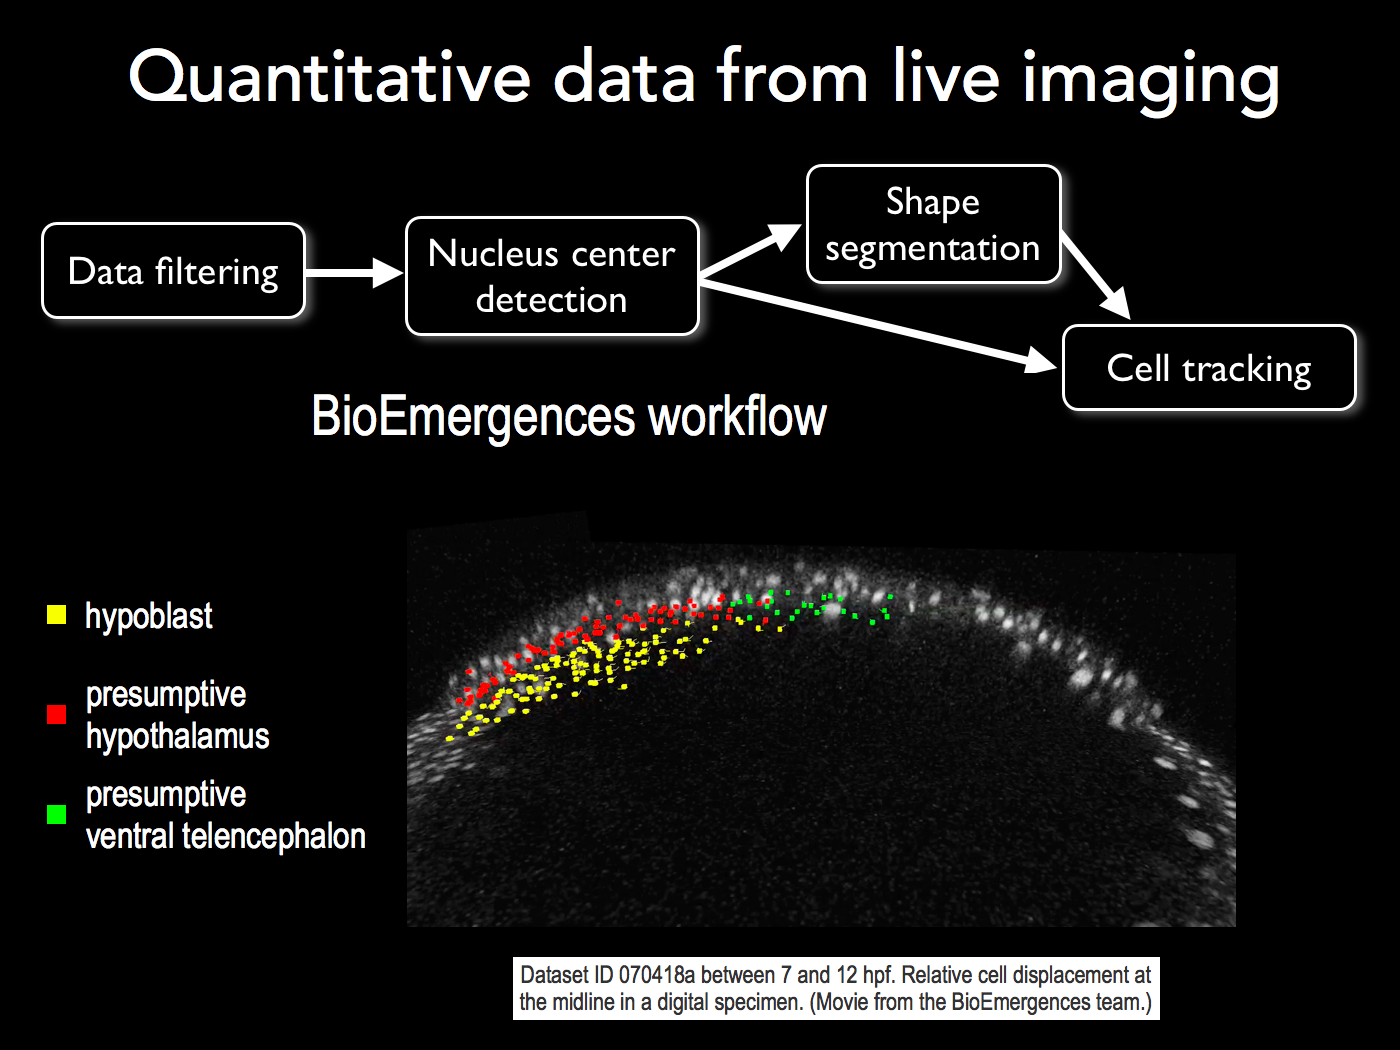 Quantitative data from live imaging
Data filtering
Nucleus center
detection
Shape
segmentation
Cell tracking
BioEmergences workflow
hypoblast
presumptive
hypothalamus
presumptive
ventral telencephalon
Dataset ID 070418a between 7 and 12 hpf. Relative cell displacement at
the midline in a digital specimen. (Movie from the BioEmergences team.)